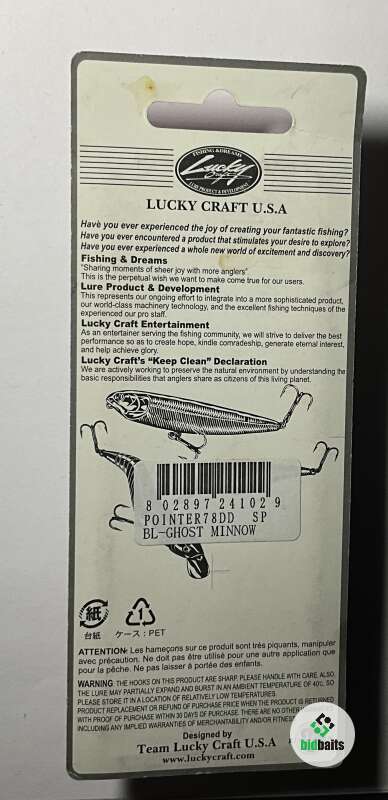 FISHING & DREAMS
Lucky Craft
LURE PRODUCT & DEVELOPMENT
LUCKY CRAFT U.S.A
Have you ever experienced the joy of creating your fantastic fishing?
Have you ever encountered a product that stimulates your desire to explore?
Have you ever experienced a whole new world of excitement and discovery?
Fishing & Dreams
"Sharing moments of sheer joy with more anglers"
This is the perpetual wish we want to make come true for our users.
Lure Product & Development
This represents our ongoing effort to integrate into a more sophisticated product,
our world-class machinery technology, and the excellent fishing techniques of the
experienced our pro staff.
Lucky Craft Entertainment
As an entertainer serving the fishing community, we will strive to deliver the best
performance so as to create hope, kindle comradeship, generate eternal interest,
and help achieve glory.
Lucky Craft's "Keep Clean" Declaration
We are actively working to preserve the natural environment by understanding the
basic responsibilities that anglers share as citizens of this living planet.
8 02897 24102 9
POINTER78DD SP
BL-GHOST MINNOW
紙
1
台紙 ケース:PET
ATTENTION: Les hameçons sur ce produit sont très piquants, manipuler
avec précaution. Ne doit pas être utilisé dans un autre but que
pour la pêche. Ne pas laisser à portée des enfants.
WARNING: THE HOOKS ON THIS PRODUCT ARE SHARP. PLEASE HANDLE WITH CARE. ALSO,
THE LURE MAY PARTIALLY EXPAND AND BURST IN AN AMBIENT TEMPERATURE OF 40℃, SO
PLEASE STORE IT IN A LOCATION OF RELATIVELY LOW TEMPERATURES.
PRODUCT REPLACEMENT OR REFUND OF PURCHASE PRICE WHEN THE PRODUCT IS RETURNED
WITH PROOF OF PURCHASE WITHIN 30 DAYS OF PURCHASE. THERE ARE NO OTHER
INCLUDING ANY IMPLIED WARRANTIES OF MERCHANTABILITY AND/OR FITNESS
Designed by
Team Lucky Craft U.S.A
www.luckycraft.com
bidbaits